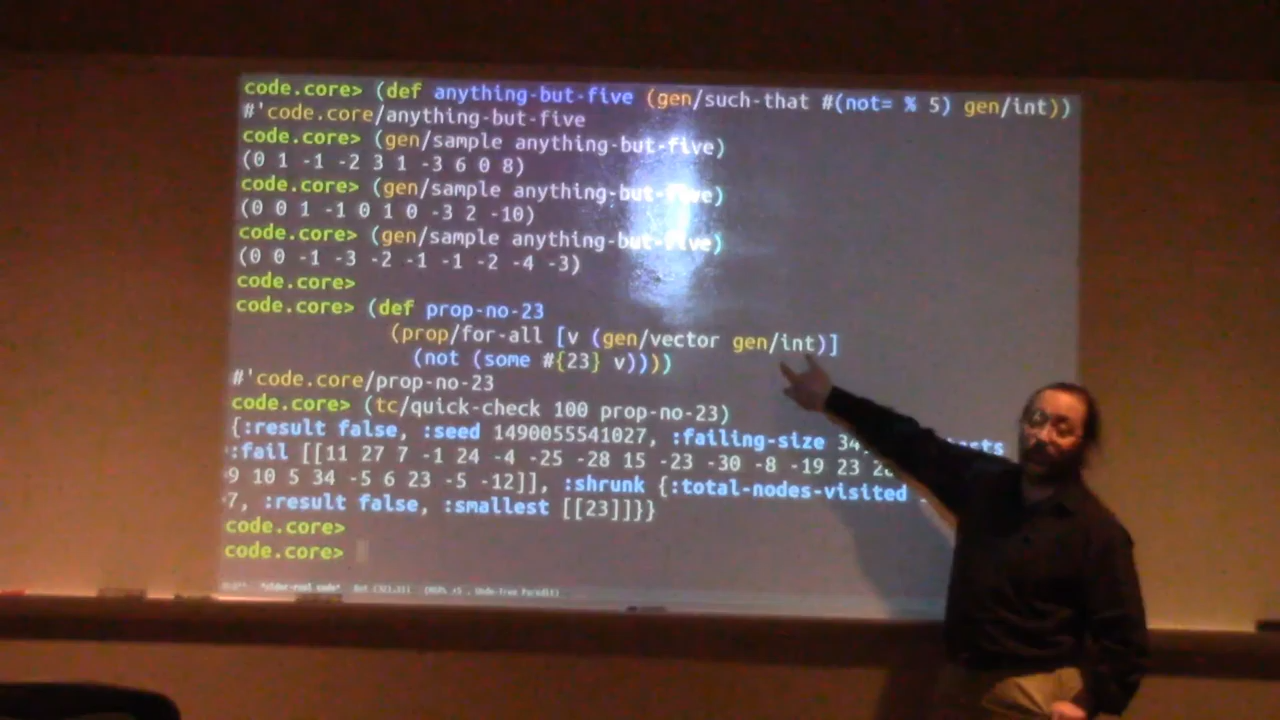 code.core> (def anything-but-five (gen/such-that #(not= % 5) gen/int))
#'code.core/anything-but-five
code.core> (gen/sample anything-but-five)
(0 1 -1 -2 3 1 -3 6 0 8)
code.core> (gen/sample anything-but-five)
(0 0 1 -1 0 1 0 -3 2 -10)
code.core> (gen/sample anything-but-five)
(0 0 -1 -3 -2 -1 -1 -2 -4 -3)
code.core>
code.core> (def prop-no-23
(prop/for-all [v (gen/vector gen/int)]
(not (some #{23} v))))
#'code.core/prop-no-23
code.core> (tc/quick-check 100 prop-no-23)
{:result false, :seed 1490055541027, :failing-size 34
:fail [[11 27 7 -1 24 -4 -25 -28 15 -23 -30 -8 -19 23
9 10 5 34 -5 6 23 -5 -12]], :shrunk {:total-nodes-visited
7, :result false, :smallest [[23]]}}
code.core>
code.core>